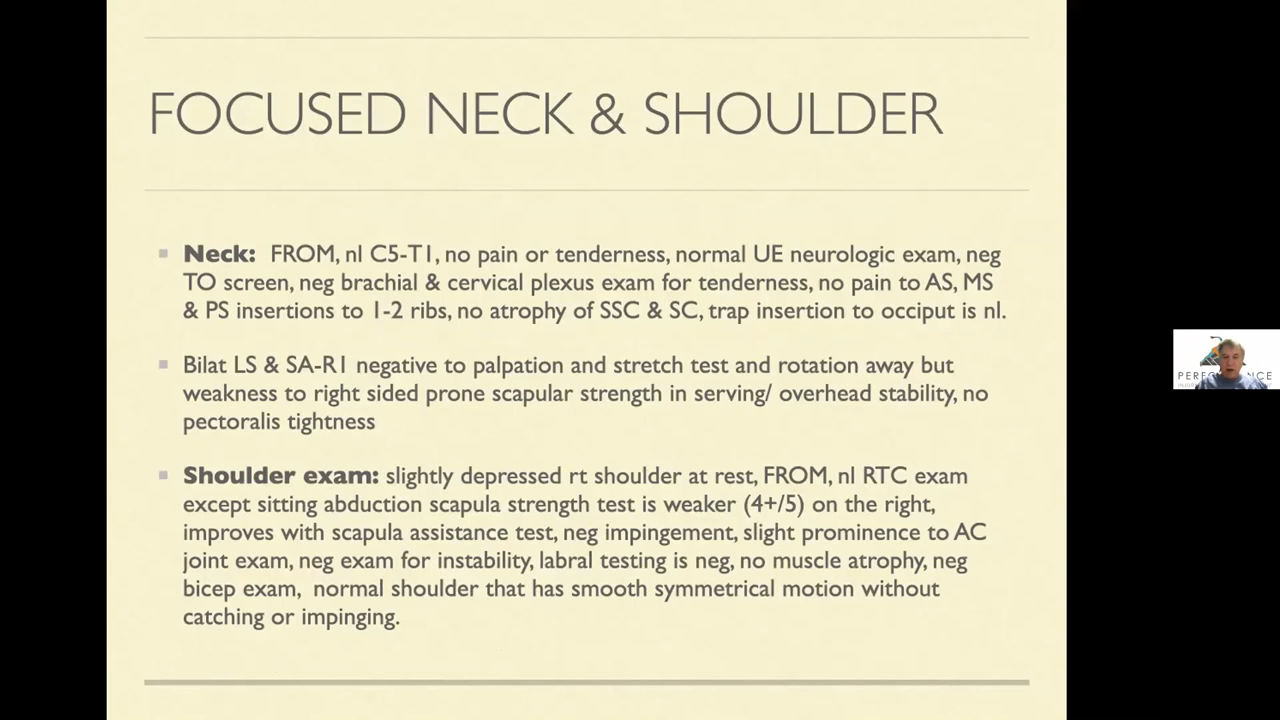 FOCUSED NECK & SHOULDER
Neck: FROM, nl C5-T1, no pain or tenderness, normal UE neurologic exam, neg
TO screen, neg brachial & cervical plexus exam for tenderness, no pain to AS, MS
& PS insertions to 1-2 ribs, no atrophy of SSC & SC, trap insertion to occiput is nl.
Bilat LS & SA-R1 negative to palpation and stretch test and rotation away but
weakness to right sided prone scapular strength in serving/ overhead stability, no
pectoralis tightness
Shoulder exam: slightly depressed rt shoulder at rest, FROM, nl RTC exam
except sitting abduction scapula strength test is weaker (4+/5) on the right,
improves with scapula assistance test, neg impingement, slight prominence to AC
joint exam, neg exam for instability, labral testing is neg, no muscle atrophy, neg
bicep exam, normal shoulder that has smooth symmetrical motion without
catching or impinging.